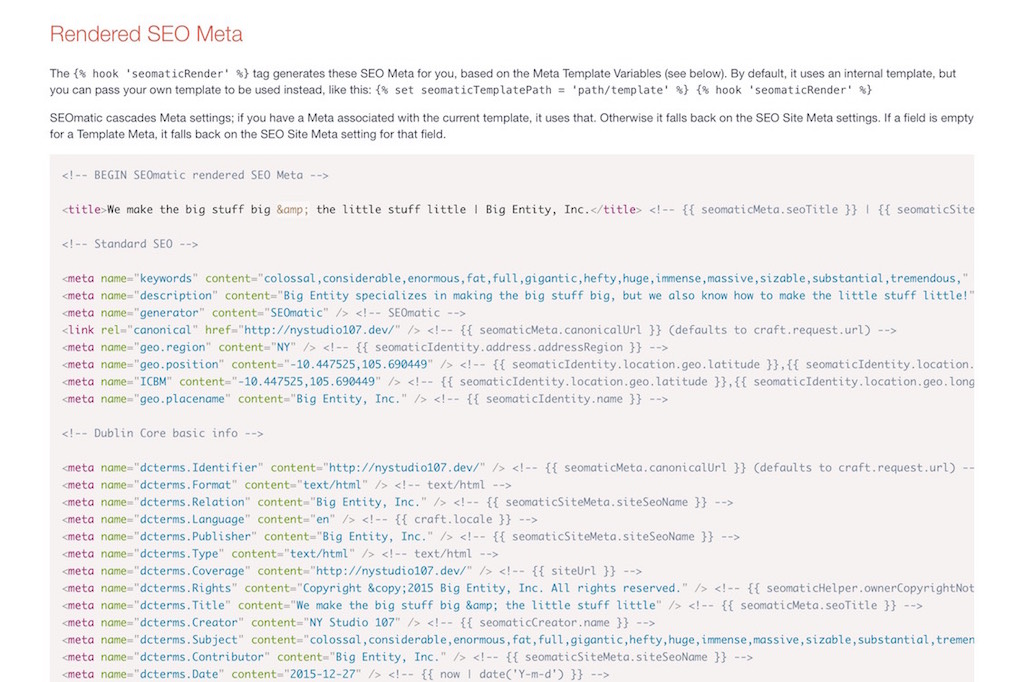 Rendered SEO Meta
The {% hook 'seomaticRender' %} tag generates these SEO Meta for you, based on the Meta Template Variables (see below). By default, it uses an internal template, but
you can pass your own template to be used instead, like this: {% set seomaticTemplatePath = 'path/template' %} {% hook 'seomaticRender' %}
SEOmatic cascades Meta settings; if you have a Meta associated with the current template, it uses that. Otherwise it falls back on the SEO Site Meta settings. If a field is empty
for a Template Meta, it falls back on the SEO Site Meta setting for that field.
<!-- BEGIN SEOmatic rendered SEO Meta -->
<title>We make the big stuff big &amp; the little stuff little | Big Entity, Inc.</title> <!-- {{ seomaticMeta.seoTitle }} | {{ seomaticSite
<!-- Standard SEO -->
<meta name="keywords" content="colossal,considerable,enormous,fat,full,gigantic,hefty,huge,immense,massive,sizable,substantial,tremendous,"
<meta name="description" content="Big Entity specializes in making the big stuff big, but we also know how to make the little stuff little!"
<meta name="generator" content="SEOmatic" /> <!-- SEOmatic -->
<link rel="canonical" href="http://nystudio107.dev/" /> <!-- {{ seomaticMeta.canonicalUrl }} (defaults to craft.request.url) -->
<meta name="geo.region" content="NY" /> <!-- {{ seomaticIdentity.address.addressRegion }} -->
<meta name="geo.position" content="-10.447525,105.690449" /> <!-- {{ seomaticIdentity.location.geo.latitude }},{{ seomaticIdentity.location.
<meta name="ICBM" content="-10.447525,105.690449" /> <!-- {{ seomaticIdentity.location.geo.latitude }},{{ seomaticIdentity.location.geo.long
<meta name="geo.placename" content="Big Entity, Inc." /> <!-- {{ seomaticIdentity.name }} -->
<!-- Dublin Core basic info -->
<meta name="dcterms.Identifier" content="http://nystudio107.dev/" /> <!-- {{ seomaticMeta.canonicalUrl }} (defaults to craft.request.url) --
<meta name="dcterms.Format" content="text/html" /> <!-- text/html -->
<meta name="dcterms.Relation" content="Big Entity, Inc." /> <!-- {{ seomaticSiteMeta.siteSeoName }} -->
<meta name="dcterms.Language" content="en" /> <!-- {{ craft.locale }} -->
<meta name="dcterms.Publisher" content="Big Entity, Inc." /> <!-- {{ seomaticSiteMeta.siteSeoName }} -->
<meta name="dcterms.Type" content="text/html" /> <!-- text/html -->
<meta name="dcterms.Coverage" content="http://nystudio107.dev/" /> <!-- {{ siteUrl }} -->
<meta name="dcterms.Rights" content="Copyright &copy;2015 Big Entity, Inc. All rights reserved." /> <!-- {{ seomaticHelper.ownerCopyrightNot
<meta name="dcterms.Title" content="We make the big stuff big &amp; the little stuff little" /> <!-- {{ seomaticMeta.seoTitle }} -->
<meta name="dcterms.Creator" content="NY Studio 107" /> <!-- {{ seomaticCreator.name }} -->
<meta name="dcterms.Subject" content="colossal,considerable,enormous,fat,full,gigantic,hefty,huge,immense,massive,sizable,substantial,tremen
<meta name="dcterms.Contributor" content="Big Entity, Inc." /> <!-- {{ seomaticSiteMeta.siteSeoName }} -->
<meta name="dcterms.Date" content="2015-12-27" /> <!-- {{ now | date('Y-m-d') }} -->